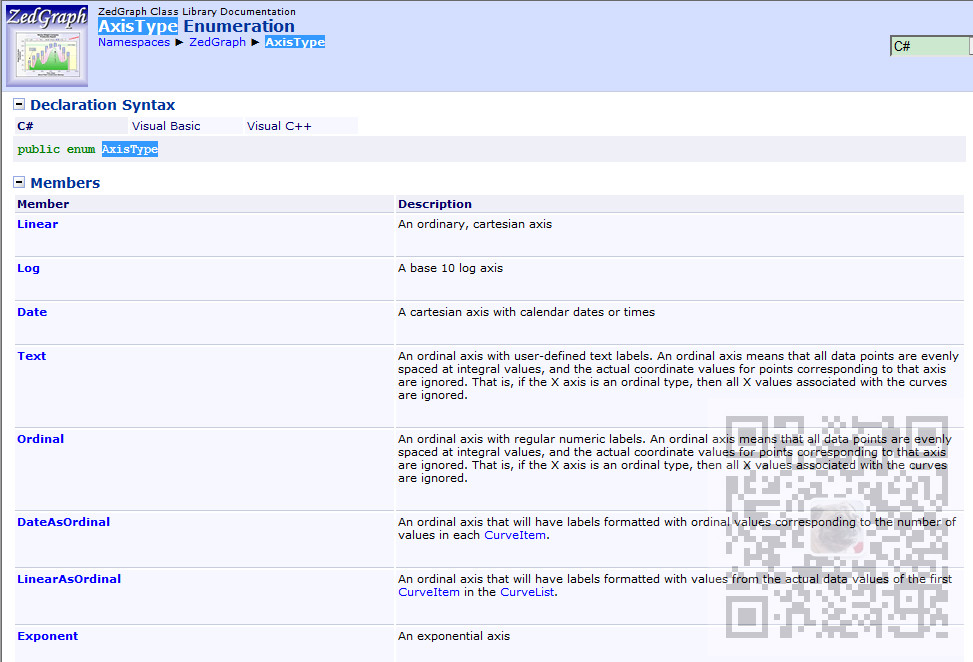 ZedGraph
ZedGraph Class Library Documentation
AxisType Enumeration
Namespaces ► ZedGraph ► AxisType
C#
Declaration Syntax
C# Visual Basic Visual C++
public enum AxisType
Members
Member Description
Linear An ordinary, cartesian axis
Log A base 10 log axis
Date A cartesian axis with calendar dates or times
Text An ordinal axis with user-defined text labels. An ordinal axis means that all data points are evenly
spaced at integral values, and the actual coordinate values for points corresponding to that axis
are ignored. That is, if the X axis is an ordinal type, then all X values associated with the curves
are ignored.
Ordinal An ordinal axis with regular numeric labels. An ordinal axis means that all data points are evenly
spaced at integral values, and the actual coordinate values for points corresponding to that axis
are ignored. That is, if the X axis is an ordinal type, then all X values associated with the curves
are ignored.
DateAsOrdinal An ordinal axis that will have labels formatted with ordinal values corresponding to the number of
values in each CurveItem.
LinearAsOrdinal An ordinal axis that will have labels formatted with values from the actual data values of the first
CurveItem in the CurveList.
Exponent An exponential axis